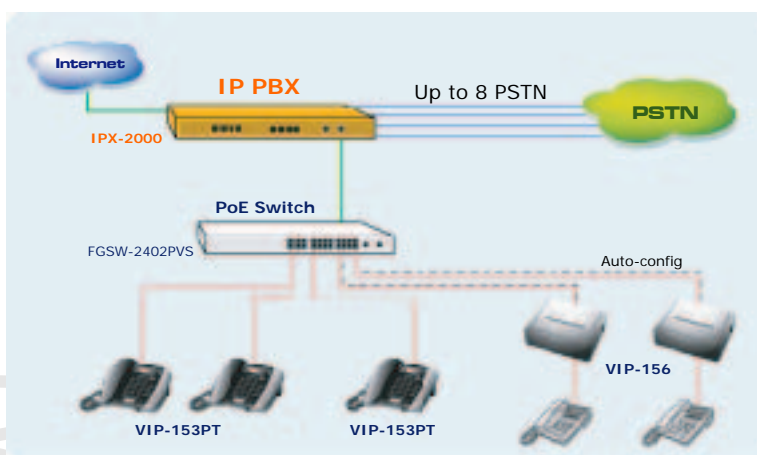 Internet
IP PBX
Up to 8 PSTN
PSTN
IPX-2000
PoE Switch
FGSW-2402PVS
Auto-config
VIP-156
VIP-153PT
VIP-153PT